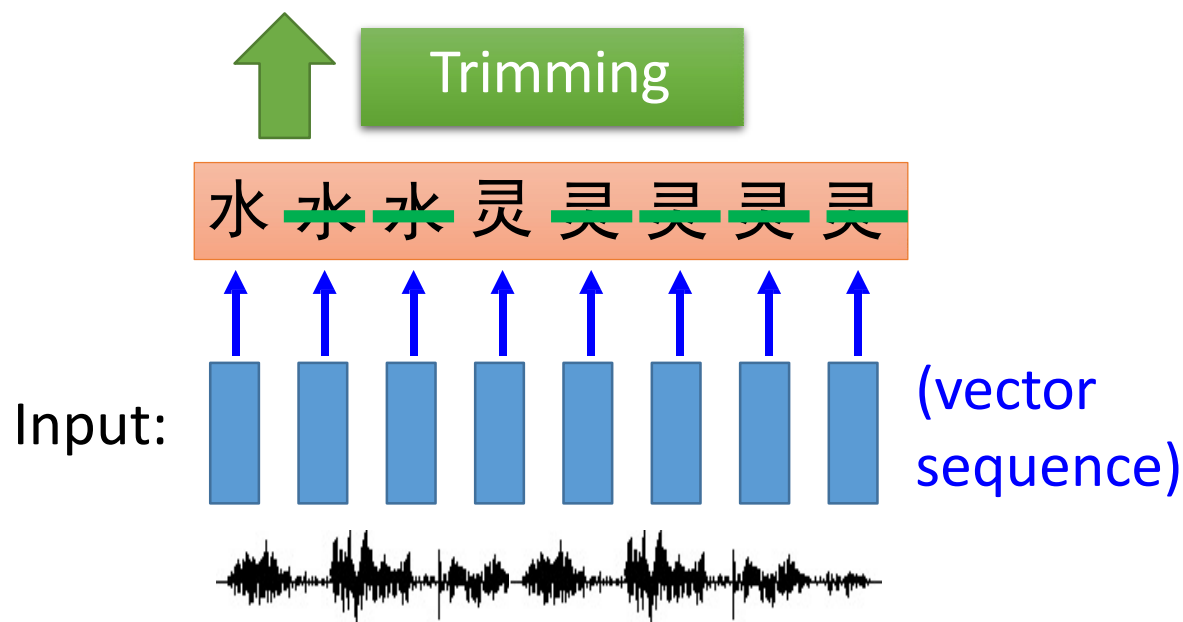 Trimming
水 水 水 灵 灵 灵 灵 灵
Input:
(vector
sequence)